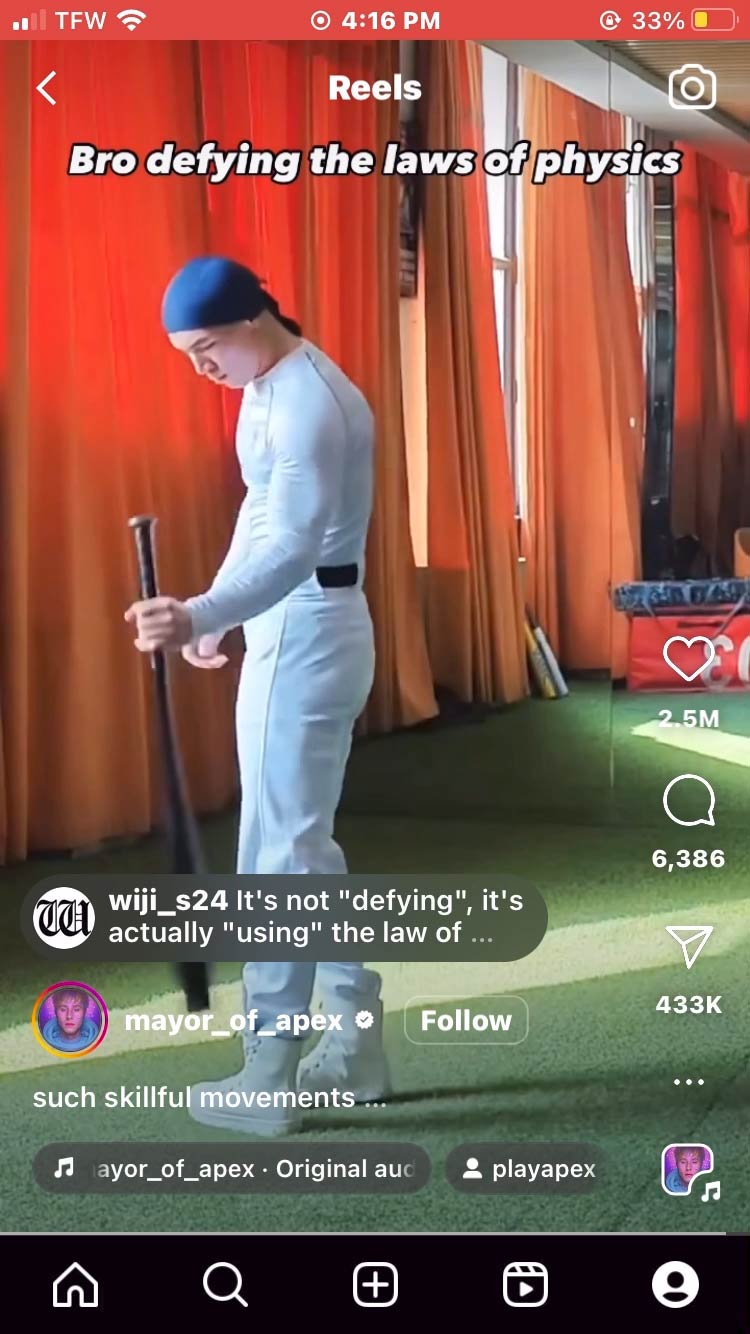 TFW 4:16 PM 33%
Reels
Bro defying the laws of physics
2.5M
6,386
wiji_s24 It's not "defying", it's
actually "using" the law of ...
433K
mayor_of_apex Follow
such skillful movements ...
ayor_of_apex · Original aud playapex